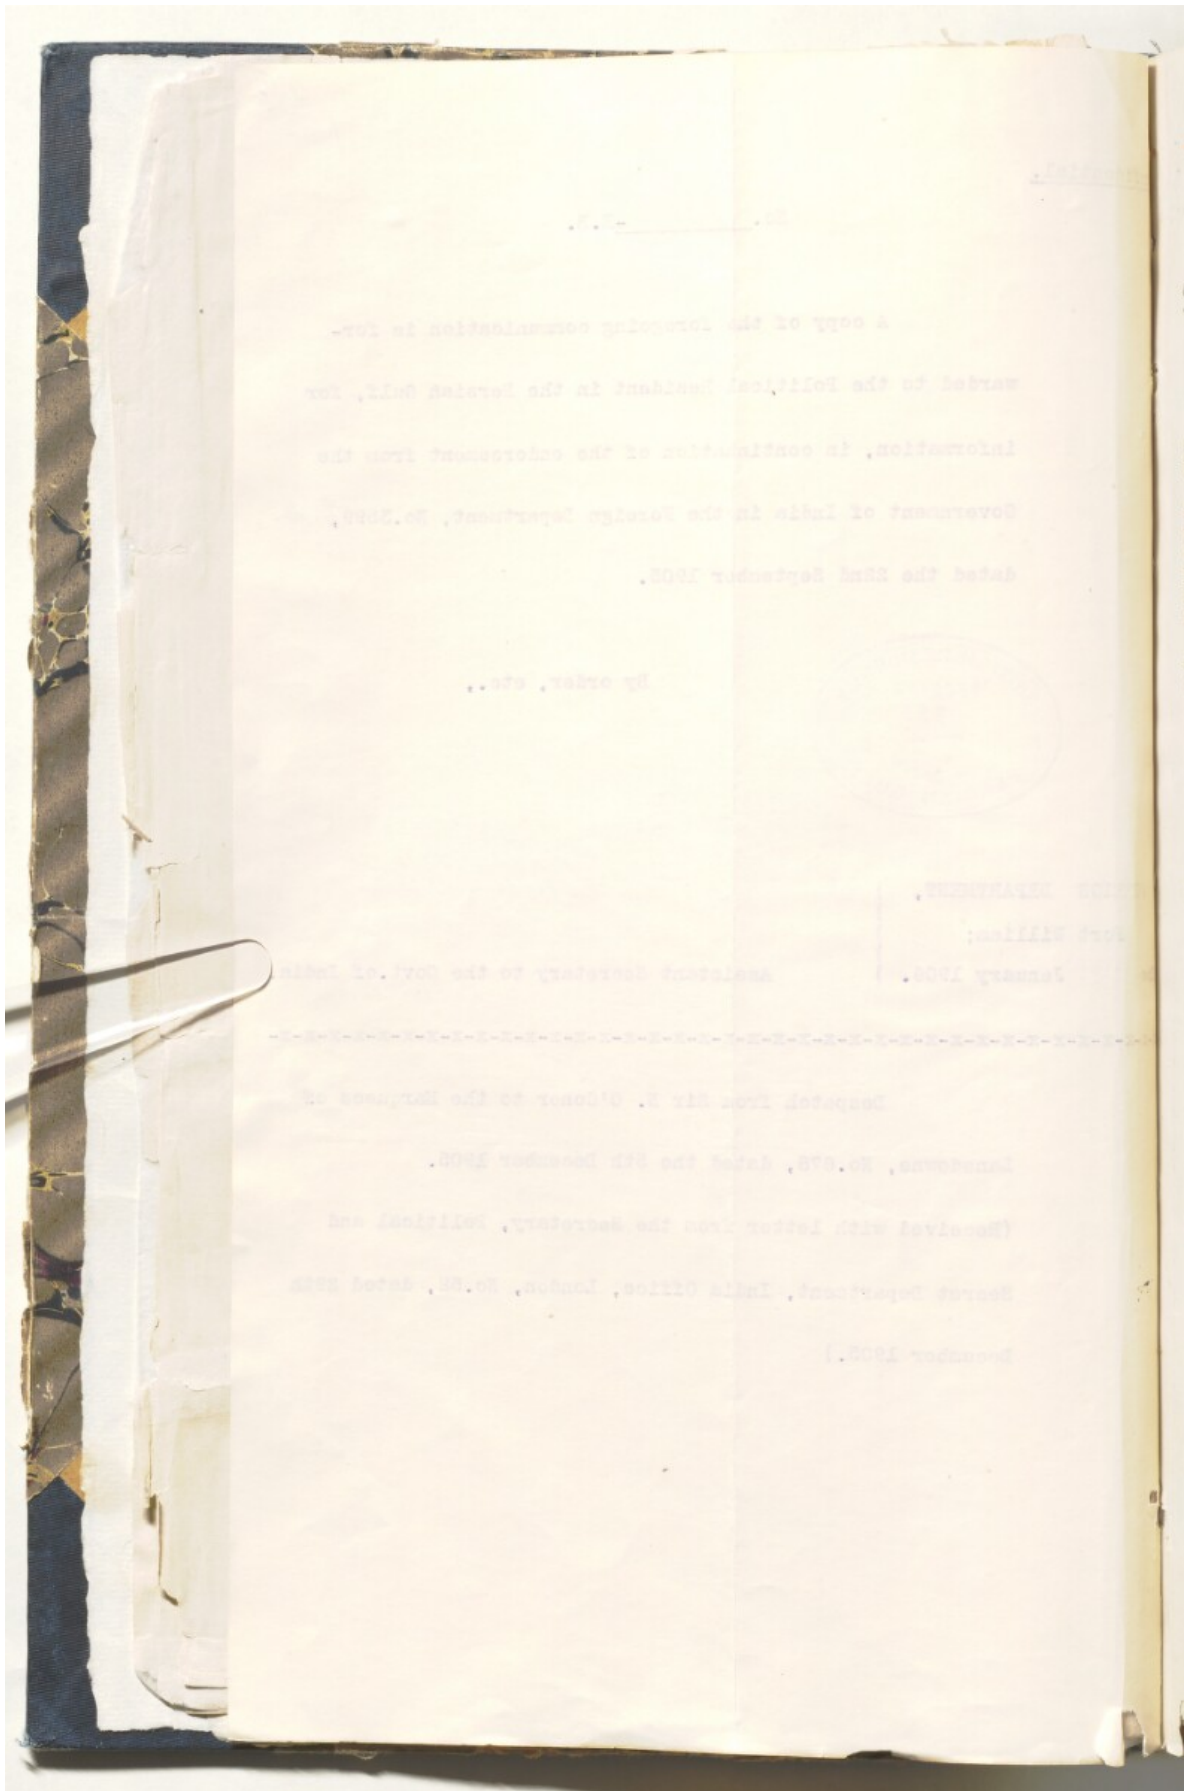 No. -E.B.
A copy of the foregoing communication is for-
warded to the Political Resident in the Persian Gulf, for
information, in continuation of the endorsement from the
Government of India in the Foreign Department, No.
dated the 22nd September 1905.
By order, etc.,
DEPARTMENT,
Fort William;
January 1906.
Assistant Secretary to the Govt. of India.
Despatch from Sir N. O'Conor to the Marquess of
Lansdowne, dated the 5th December 1905.
(Received with letter from the Secretary, Political and
Secret Department, India Office, London, dated
December 1905.)